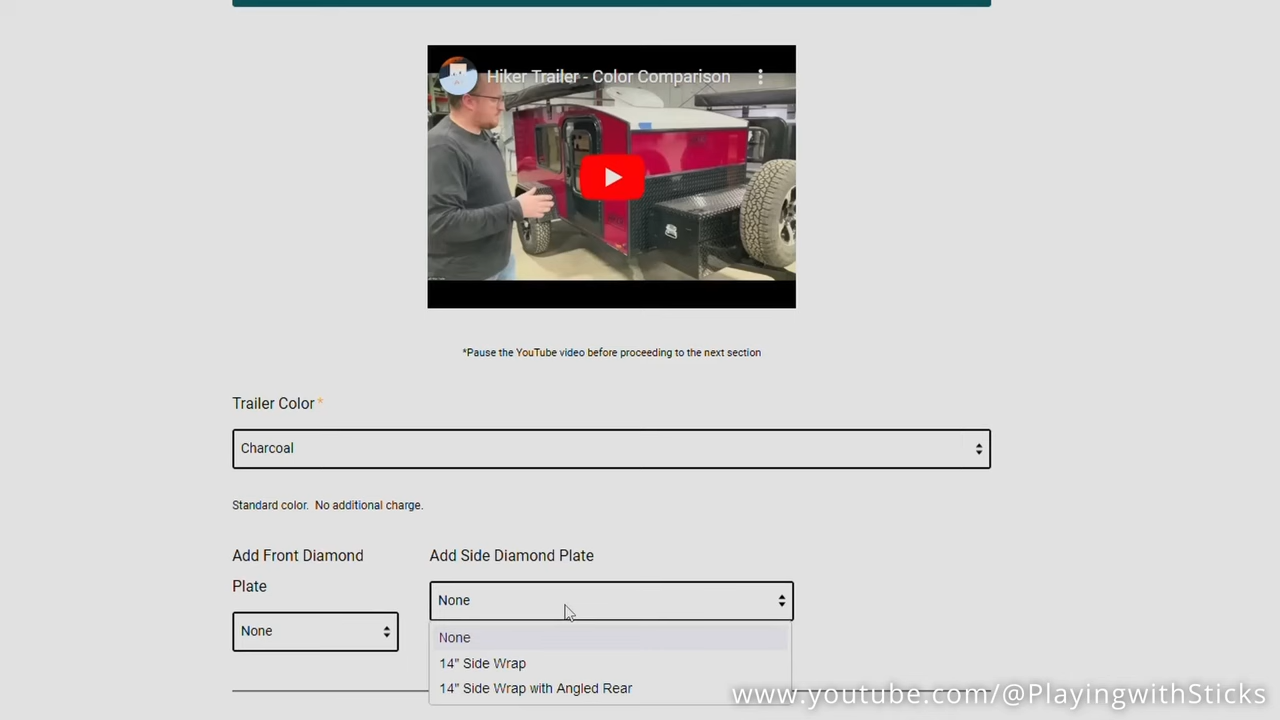 Hiker Trailer - Color Comparison
*Pause the YouTube video before proceeding to the next section
Trailer Color *
Charcoal
Standard color.  No additional charge.
Add Front Diamond
Plate
None
Add Side Diamond Plate
None
None
14" Side Wrap
14" Side Wrap with Angled Rear
www.youtube.com/@PlayingwithSticks